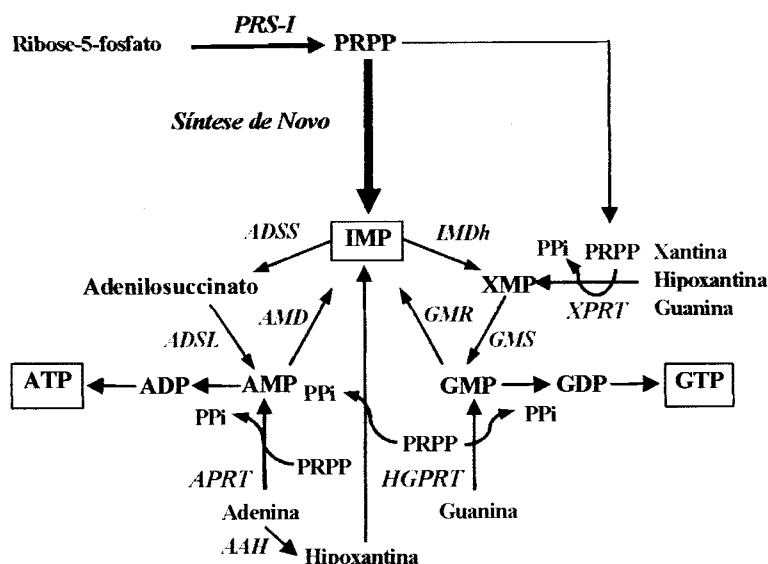 PRS-I
Ribose-5-fosfato PRPP
Síntese de Novo
ADSS IMP IMDh
PPi PRPP Xantina
Adenilosuccinato XMP Hipoxantina
XPRT Guanina
ADSL AMD GMR GMS
ATP ADP AMP PPi GMP GDP GTP
PPi PRPP PPi
PRPP
APRT HGPRT
Adenina Guanina
AAH Hipoxantina